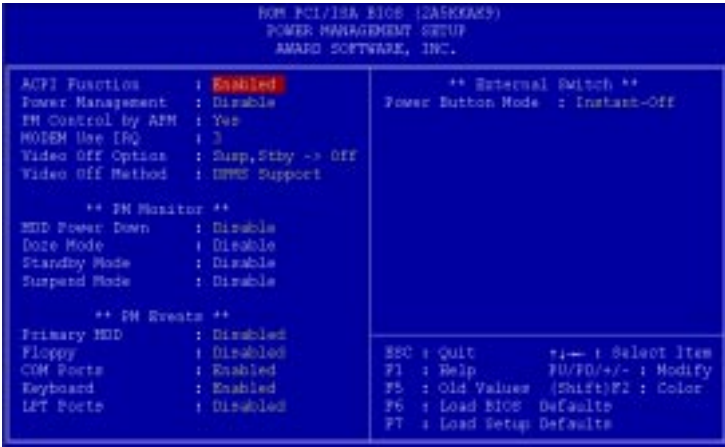 ROM PCI/ISA BIOS (2A5KKAK9)
POWER MANAGEMENT SETUP
AWARD SOFTWARE, INC.
ACPI Function : Enabled
Power Management : Disable
PM Control by APM : Yes
MODEM Use IRQ : 3
Video Off Option : Susp,Stby -> Off
Video Off Method : DPMS Support
** PM Monitor **
HDD Power Down : Disable
Doze Mode : Disable
Standby Mode : Disable
Suspend Mode : Disable
** PM Events **
Primary HDD : Disabled
Floppy : Disabled
COM Ports : Enabled
Keyboard : Enabled
LPT Ports : Disabled
** External Switch **
Power Button Mode : Instant-Off
ESC : Quit ↑↓→← : Select Item
F1 : Help PU/PD/+/- : Modify
F5 : Old Values (Shift)F2 : Color
F6 : Load BIOS Defaults
F7 : Load Setup Defaults